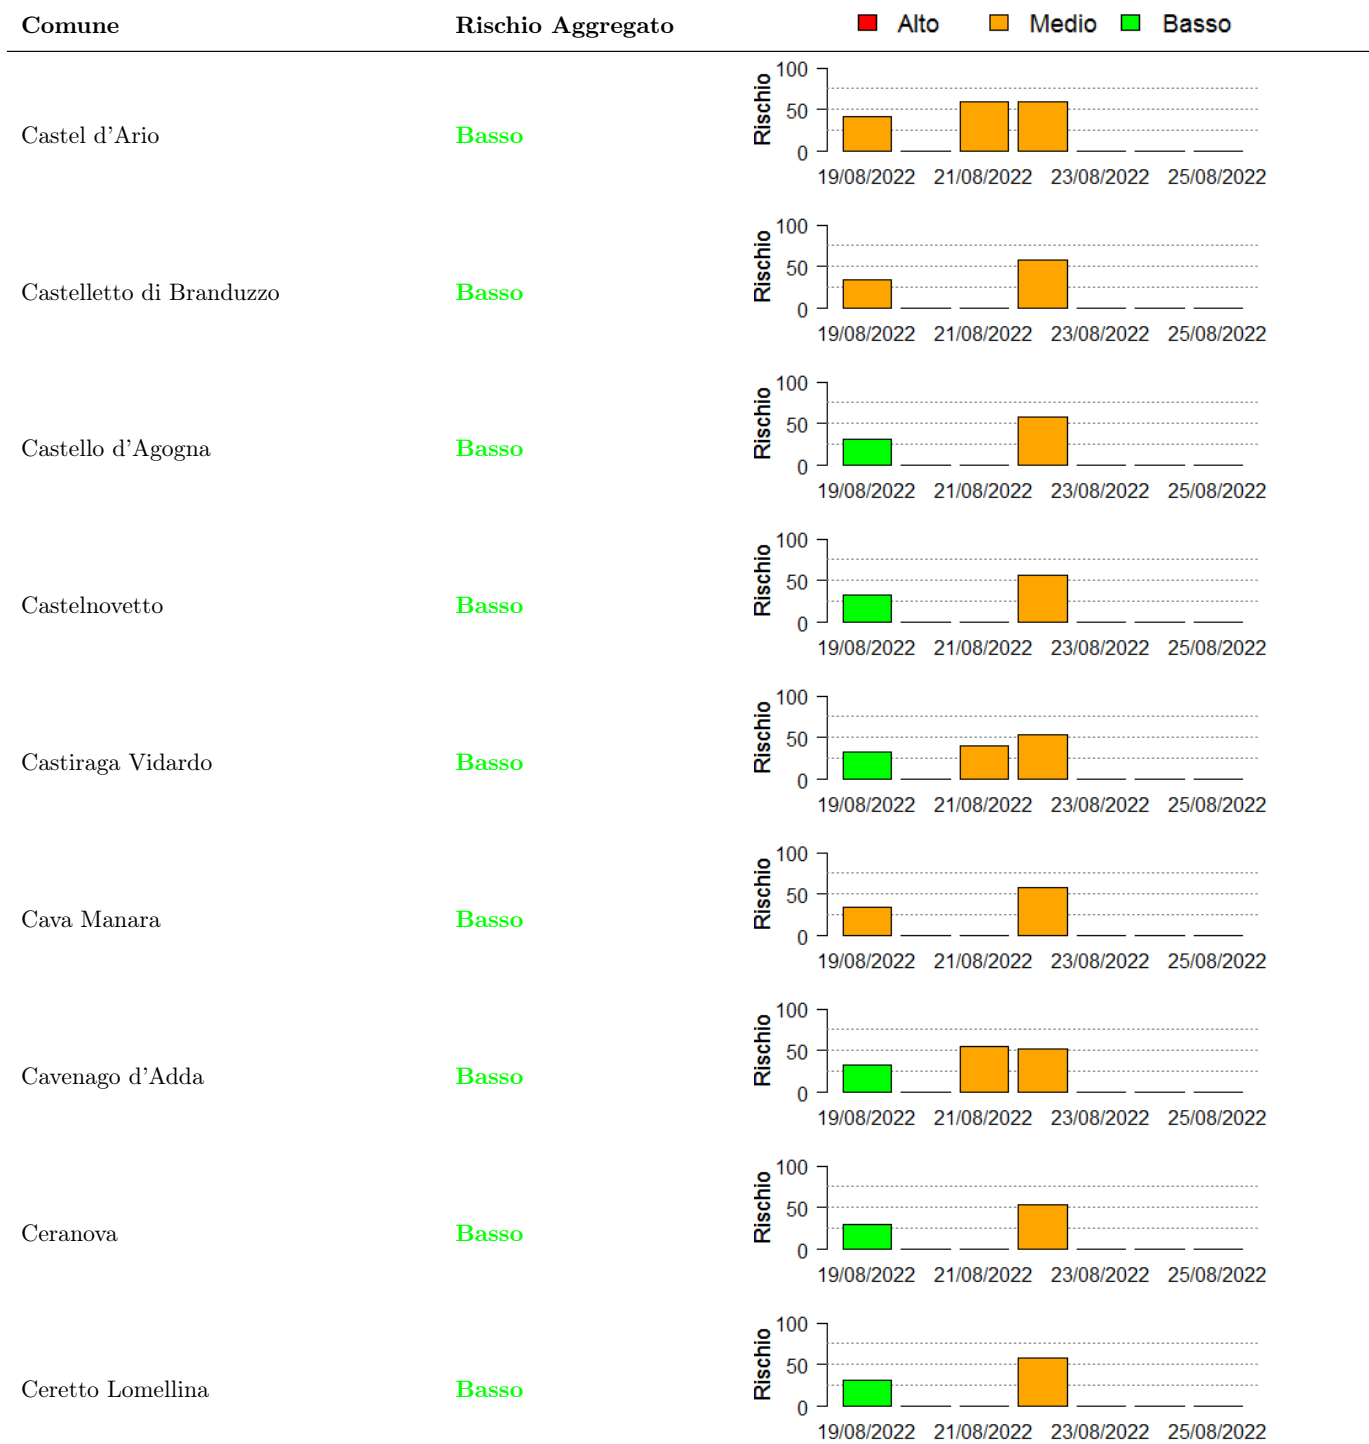 Comune Rischio Aggregato Alto Medio Basso
100
50
0
Rischio
Castel d'Ario Basso
19/08/2022 21/08/2022 23/08/2022 25/08/2022
100
50
0
Rischio
Castelletto di Branduzzo Basso
19/08/2022 21/08/2022 23/08/2022 25/08/2022
100
50
0
Rischio
Castello d'Agogna Basso
19/08/2022 21/08/2022 23/08/2022 25/08/2022
100
50
0
Rischio
Castelnovetto Basso
19/08/2022 21/08/2022 23/08/2022 25/08/2022
100
50
0
Rischio
Castiraga Vidardo Basso
19/08/2022 21/08/2022 23/08/2022 25/08/2022
100
50
0
Rischio
Cava Manara Basso
19/08/2022 21/08/2022 23/08/2022 25/08/2022
100
50
0
Rischio
Cavenago d'Adda Basso
19/08/2022 21/08/2022 23/08/2022 25/08/2022
100
50
0
Rischio
Ceranova Basso
19/08/2022 21/08/2022 23/08/2022 25/08/2022
100
50
0
Rischio
Ceretto Lomellina Basso
19/08/2022 21/08/2022 23/08/2022 25/08/2022